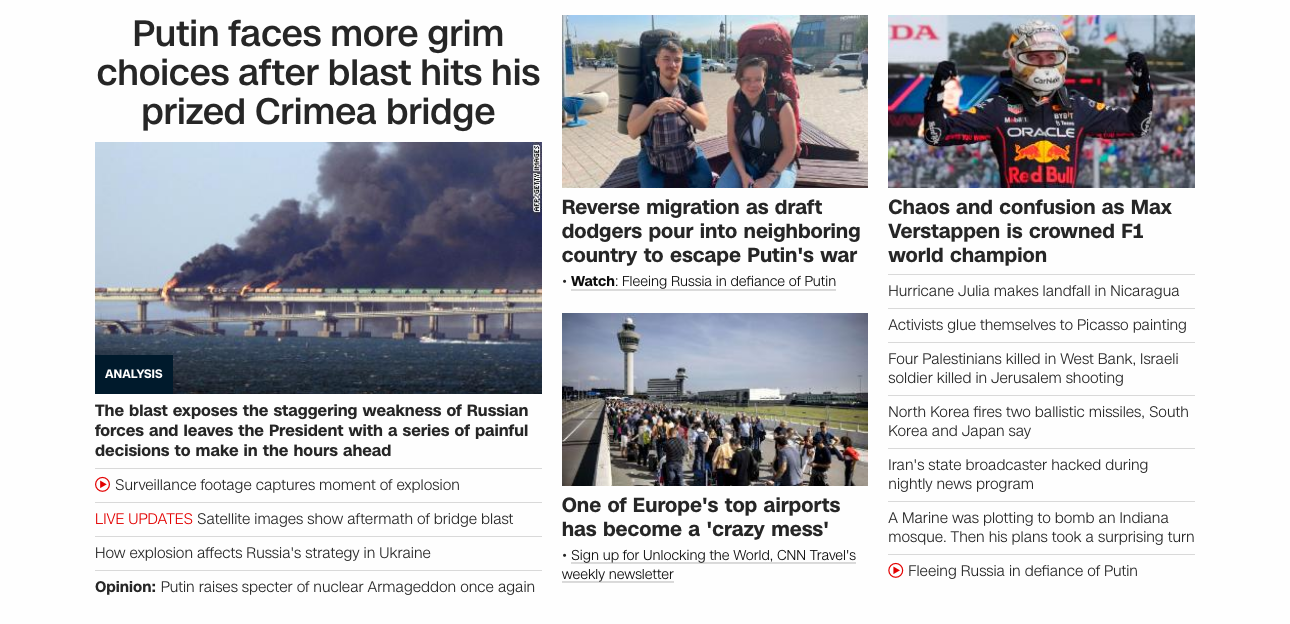 Putin faces more grim
choices after blast hits his
prized Crimea bridge
ANALYSIS
The blast exposes the staggering weakness of Russian
forces and leaves the President with a series of painful
decisions to make in the hours ahead
Surveillance footage captures moment of explosion
LIVE UPDATES Satellite images show aftermath of bridge blast
How explosion affects Russia's strategy in Ukraine
Opinion: Putin raises specter of nuclear Armageddon once again
Reverse migration as draft
dodgers pour into neighboring
country to escape Putin's war
• Watch: Fleeing Russia in defiance of Putin
One of Europe's top airports
has become a 'crazy mess'
• Sign up for Unlocking the World, CNN Travel's
weekly newsletter
DA
CarNext
Mobil
ORACLE
Red Bull
Chaos and confusion as Max
Verstappen is crowned F1
world champion
Hurricane Julia makes landfall in Nicaragua
Activists glue themselves to Picasso painting
Four Palestinians killed in West Bank, Israeli
soldier killed in Jerusalem shooting
North Korea fires two ballistic missiles, South
Korea and Japan say
Iran's state broadcaster hacked during
nightly news program
A Marine was plotting to bomb an Indiana
mosque. Then his plans took a surprising turn
Fleeing Russia in defiance of Putin